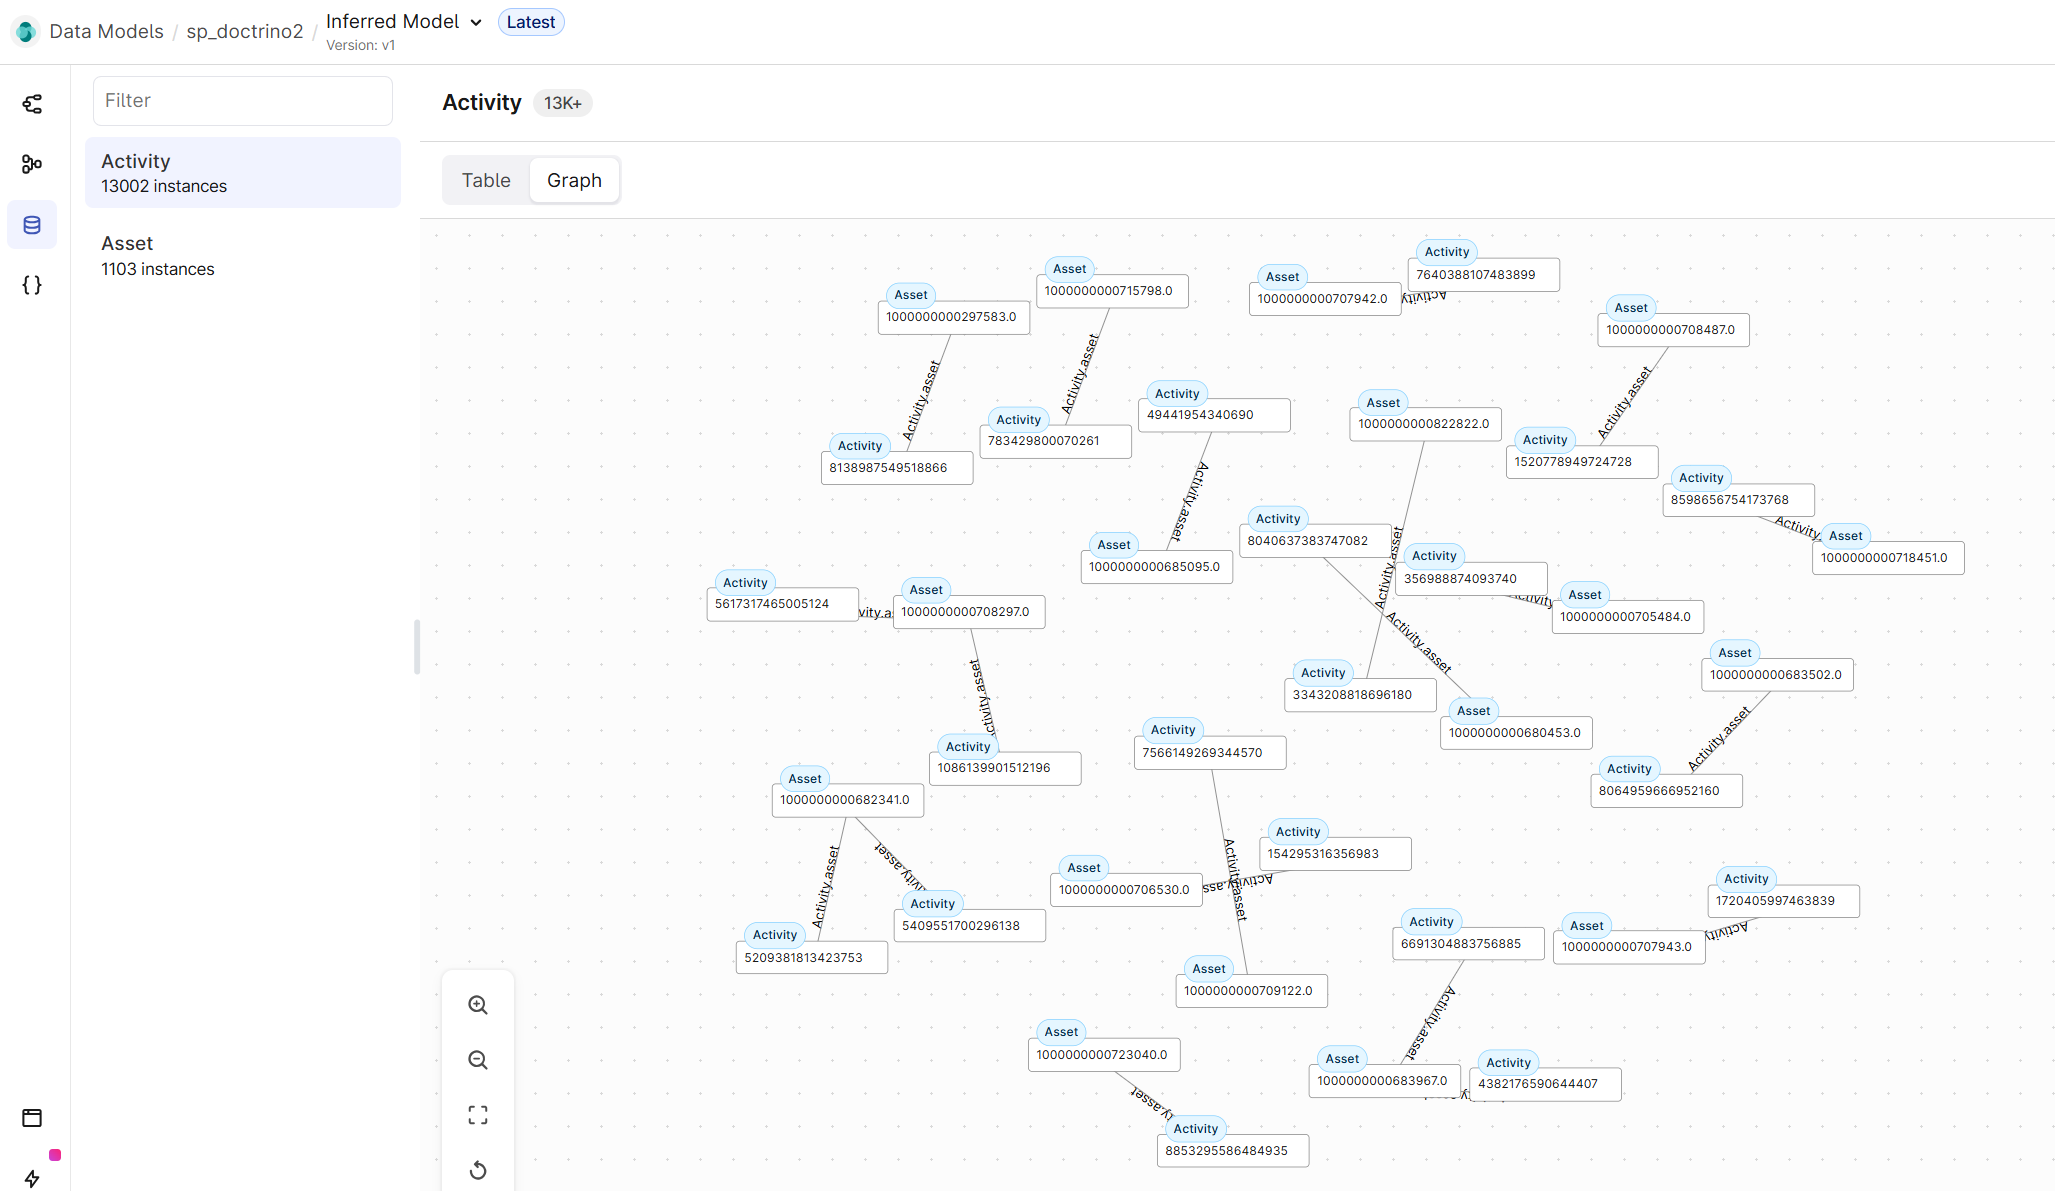 Data Models / sp_doctrino2 / Inferred Model Latest
Version: v1
Filter
Activity
13002 instances
Asset
1103 instances
Activity 13K+
Table Graph
Asset
1000000000297583.0
Asset
1000000000715798.0
Asset
1000000000707942.0
Activity
7640388107483899
Activity
Asset
1000000000708487.0
Activity.asset
Activity.asset
Activity.asset
Activity
8138987549518866
Activity
783429800070261
Activity
49441954340690
Asset
1000000000822822.0
Activity
1520778949724728
Activity
8598656754173768
Activity
Asset
1000000000718451.0
Activity.asset
Asset
1000000000685095.0
Activity
8040637383747082
Activity.asset
Activity
356988874093740
Asset
1000000000705484.0
Activity.asset
Activity
5617317465005124
Asset
1000000000708297.0
Activity.asset
Activity
3343208818696180
Asset
1000000000680453.0
Asset
1000000000683502.0
Activity.asset
Activity
8064959666952160
Activity
1086139901512196
Asset
1000000000682341.0
Activity.asset
Activity.asset
Activity
5209381813423753
Activity
5409551700296138
Activity
7566149269344570
Activity.asset
Activity
154295316356983
Asset
1000000000706530.0
Asset
1000000000709122.0
Activity
6691304883756885
Activity.asset
Asset
1000000000707943.0
Activity
Activity
1720405997463839
Asset
1000000000723040.0
Activity
8853295586484935
Asset
1000000000683967.0
Activity
4382176590644407